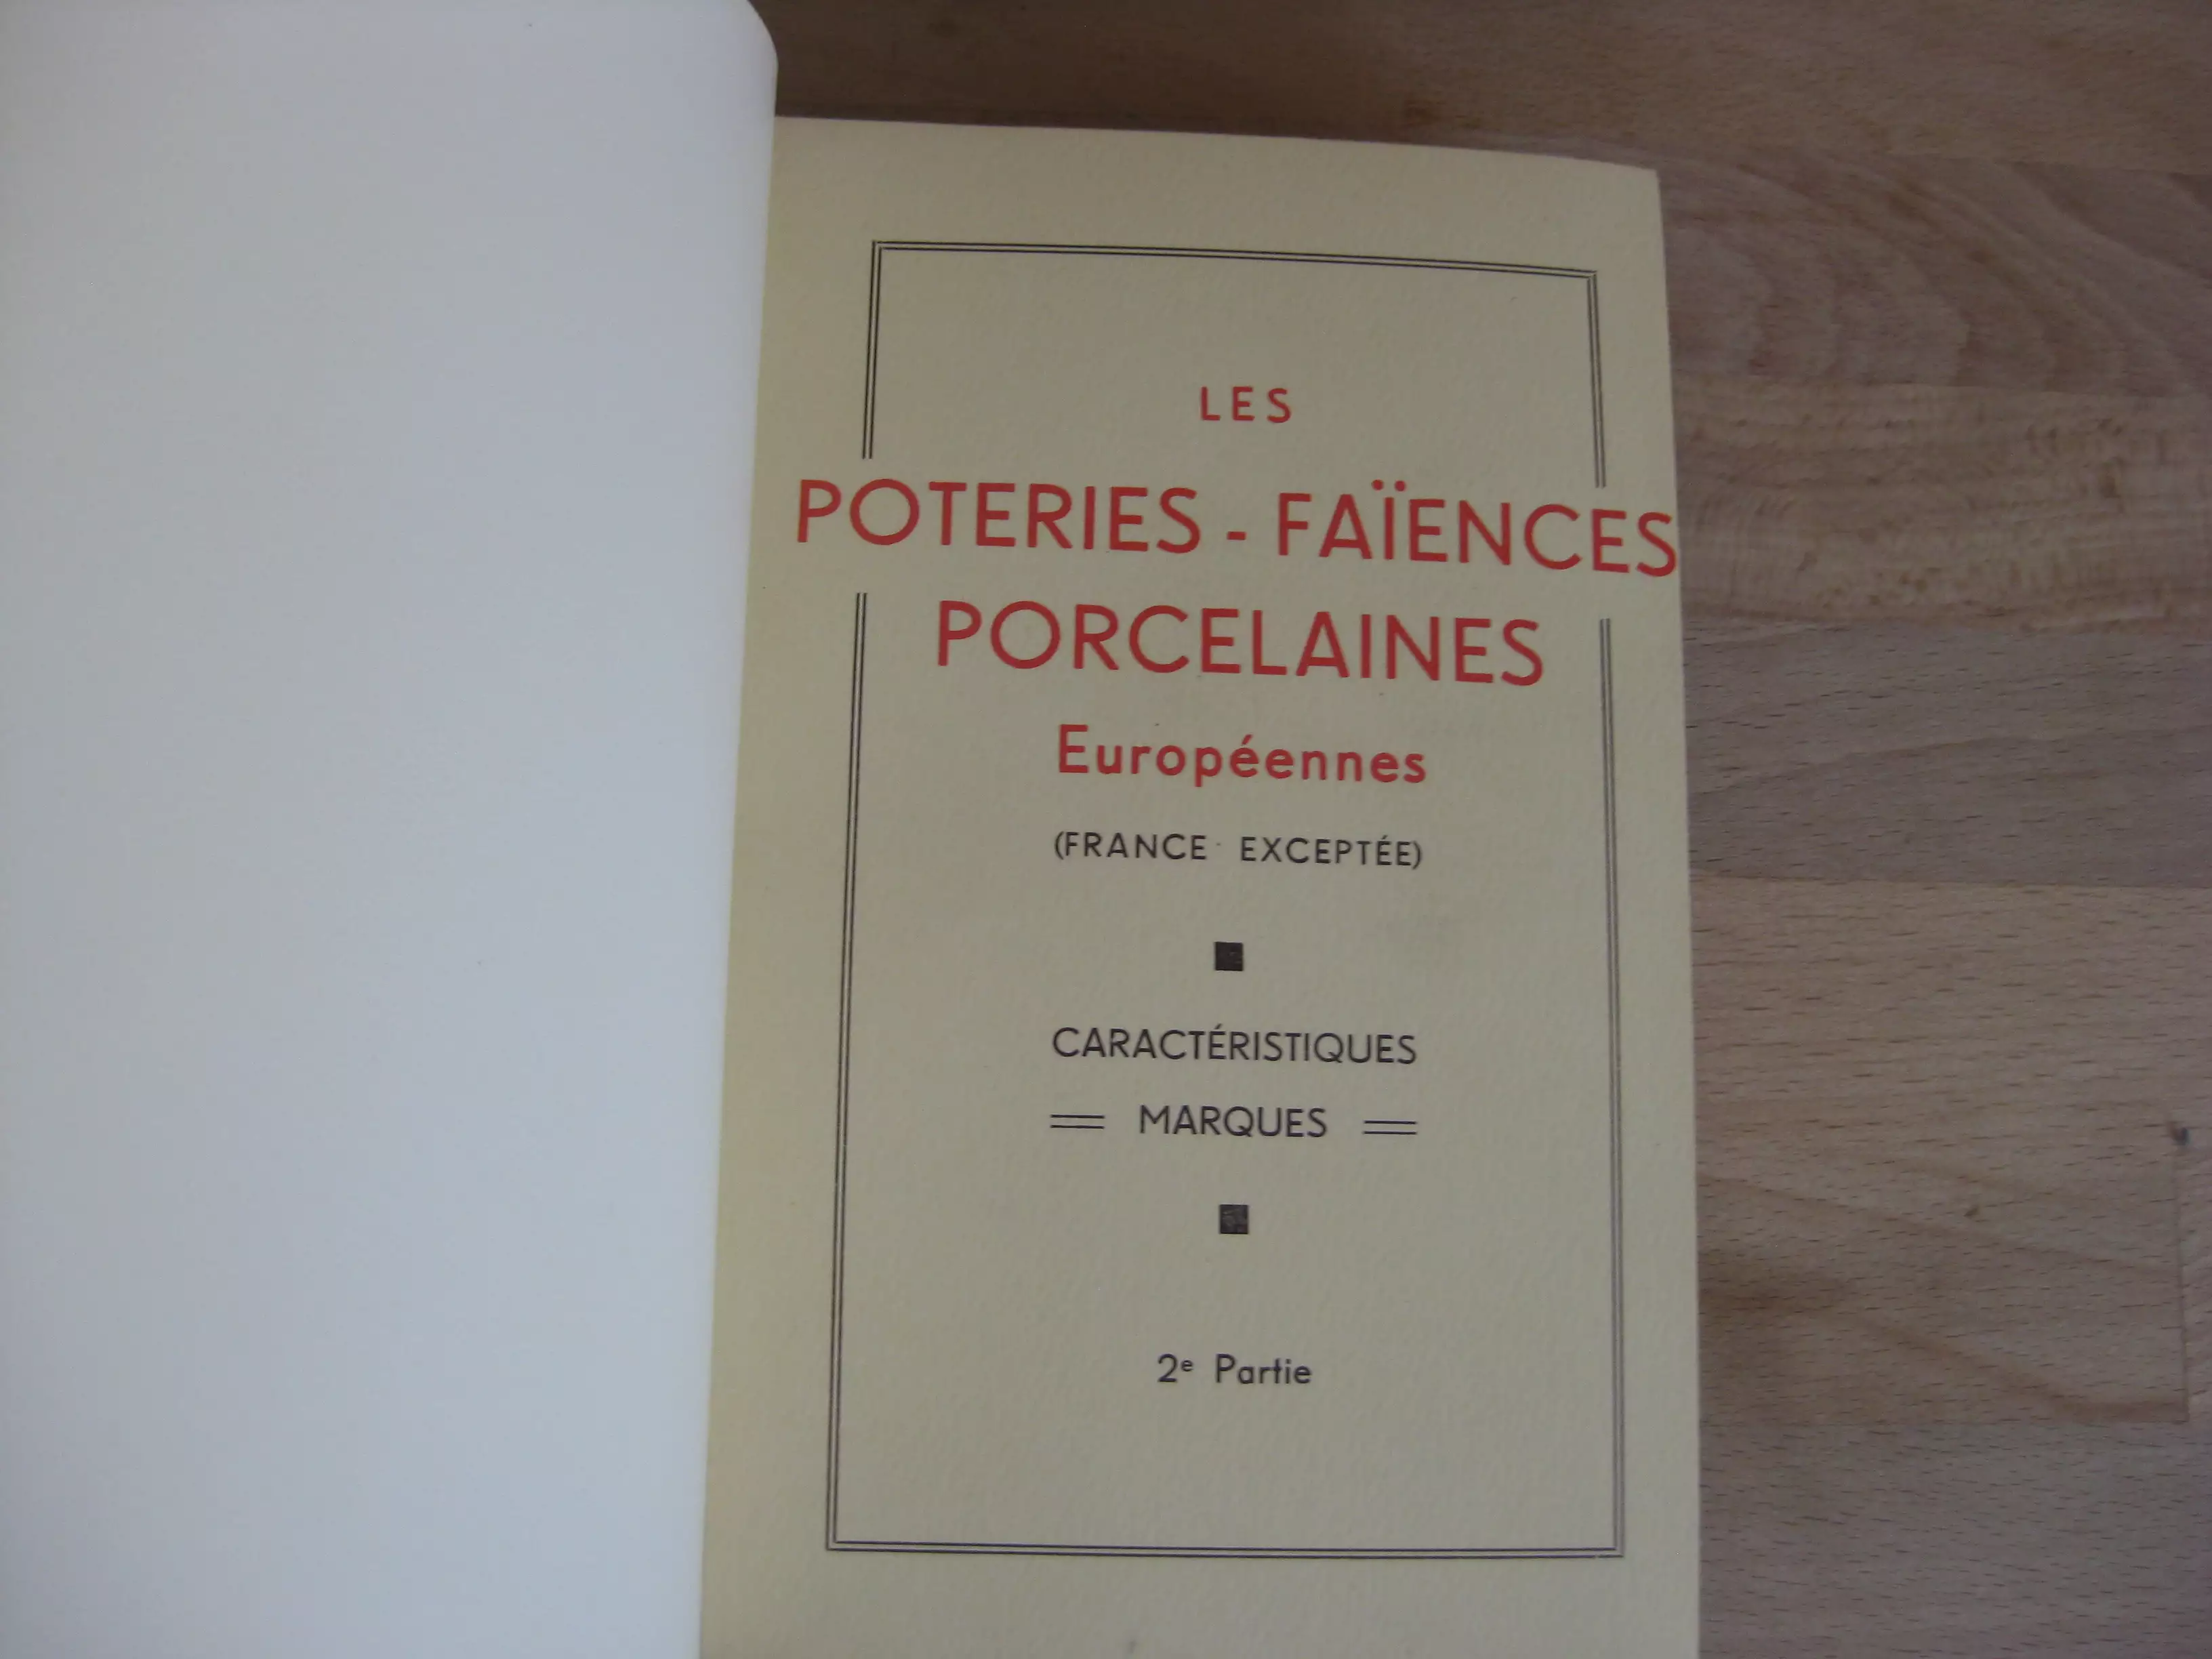 LES
POTERIES - FAÏENCES
PORCELAINES
Européennes
(FRANCE EXCEPTÉE)
CARACTÉRISTIQUES
MARQUES
2e Partie